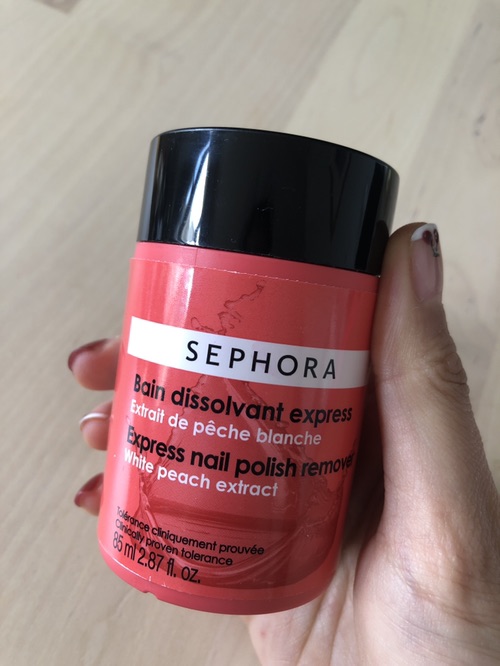 SEPHORA
Bain dissolvant express
Extrait de pêche blanche
Express nail polish remover
White peach extract
Tolérance cliniquement prouvée
Clinically proven tolerance
85 ml 2.87 fl. oz.